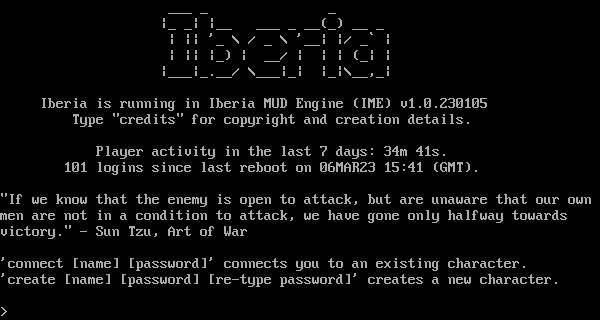 Iberia
Iberia is running in Iberia MUD Engine (IME) v1.0.230105
Type "credits" for copyright and creation details.
Player activity in the last 7 days: 34m 41s.
101 logins since last reboot on 06MAR23 15:41 (GMT).
"If we know that the enemy is open to attack, but are unaware that our own
men are not in a condition to attack, we have gone only halfway towards
victory." - Sun Tzu, Art of War
'connect [name] [password]' connects you to an existing character.
'create [name] [password] [re-type password]' creates a new character.
>